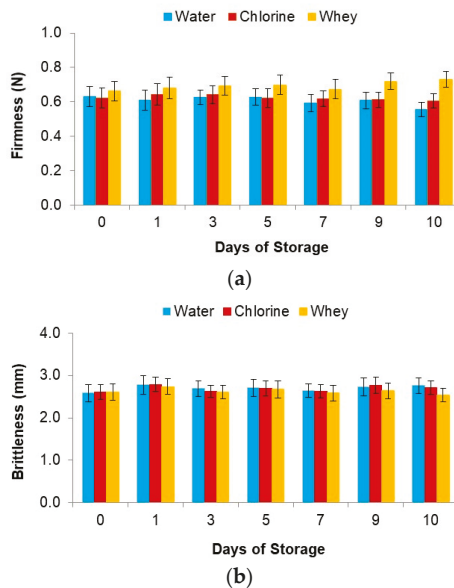 Water Chlorine Whey
1.0
0.8
0.6
0.4
0.2
0.0
Firmness (N)
0 1 3 5 7 9 10
Days of Storage
(a)
Water Chlorine Whey
4.0
3.0
2.0
1.0
0.0
Brittleness (mm)
0 1 3 5 7 9 10
Days of Storage
(b)